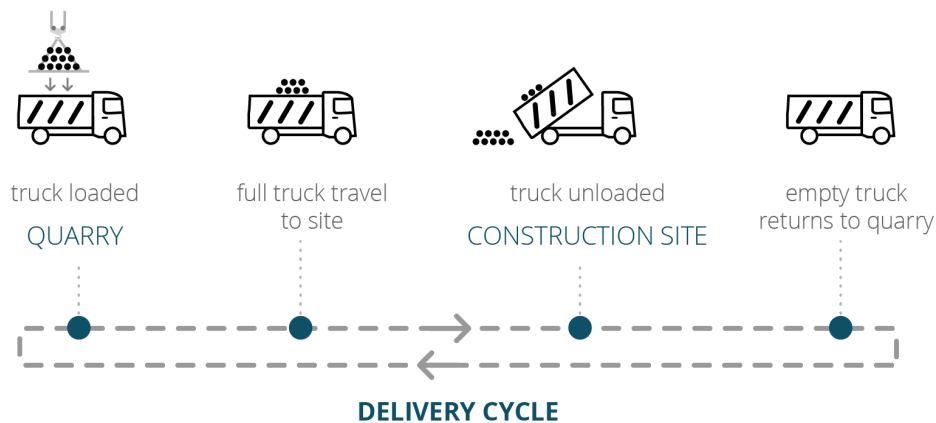 truck loaded
QUARRY
full truck travel
to site
truck unloaded
CONSTRUCTION SITE
empty truck
returns to quarry
DELIVERY CYCLE